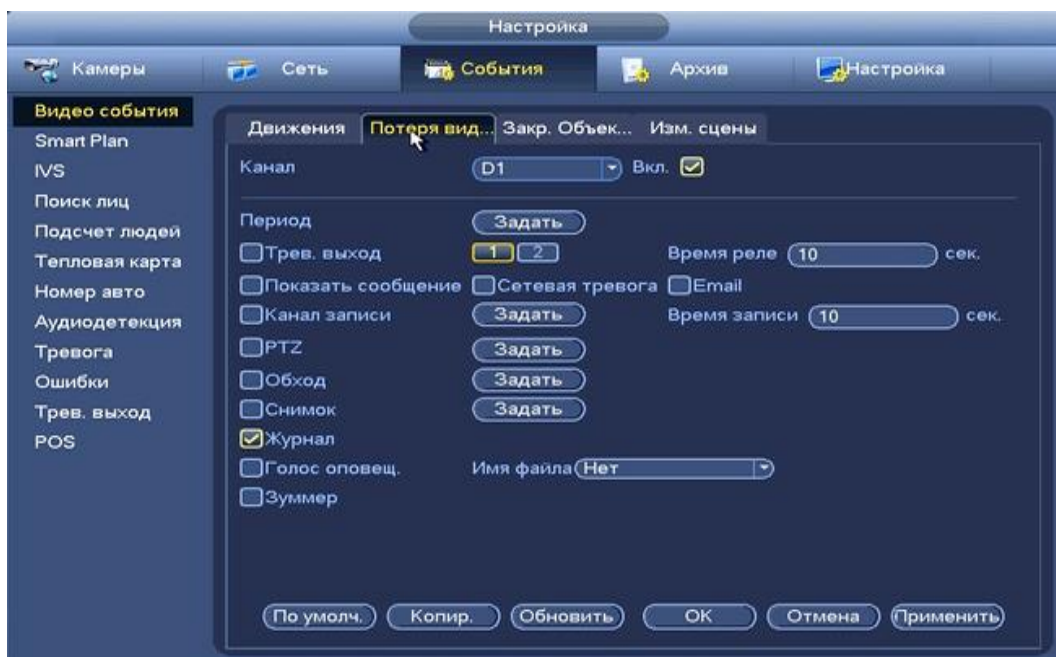 Настройка
Камеры Сеть События Архив Настройка
Видео события
Smart Plan
IVS
Поиск лиц
Подсчет людей
Тепловая карта
Номер авто
Аудиодетекция
Тревога
Ошибки
Трев. выход
POS
Движения Потеря вид... Закр. Объек... Изм. сцены
Канал D1 Вкл.
Период Задать
Трев. выход 1 2 Время реле 10 сек.
Показать сообщение Сетевая тревога Email
Канал записи Задать Время записи 10 сек.
PTZ Задать
Обход Задать
Снимок Задать
Журнал
Голос оповещ. Имя файла Нет
Зуммер
По умолч. Копир. Обновить OK Отмена Применить